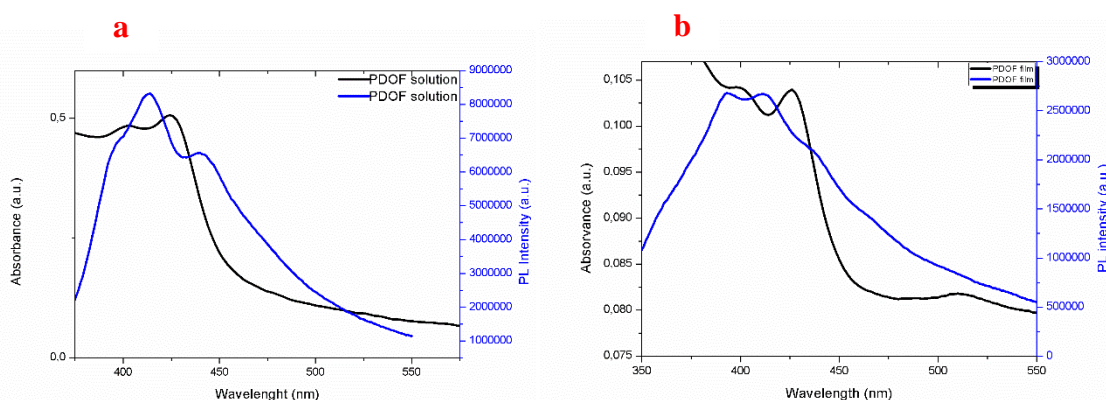 a
Absorbance (a.u.)
0,5
0,0
PDOF solution
PDOF solution
9000000
8000000
7000000
6000000
5000000
4000000
3000000
2000000
1000000
PL Intensity (a.u.)
400
450
500
550
Wavelenght (nm)
b
Absorvance (a.u.)
0,105
0,100
0,095
0,090
0,085
0,080
0,075
PDOF film
PDOF film
3000000
2500000
2000000
1500000
1000000
500000
0
PL intensity (a.u.)
350
400
450
500
550
Wavelength (nm)